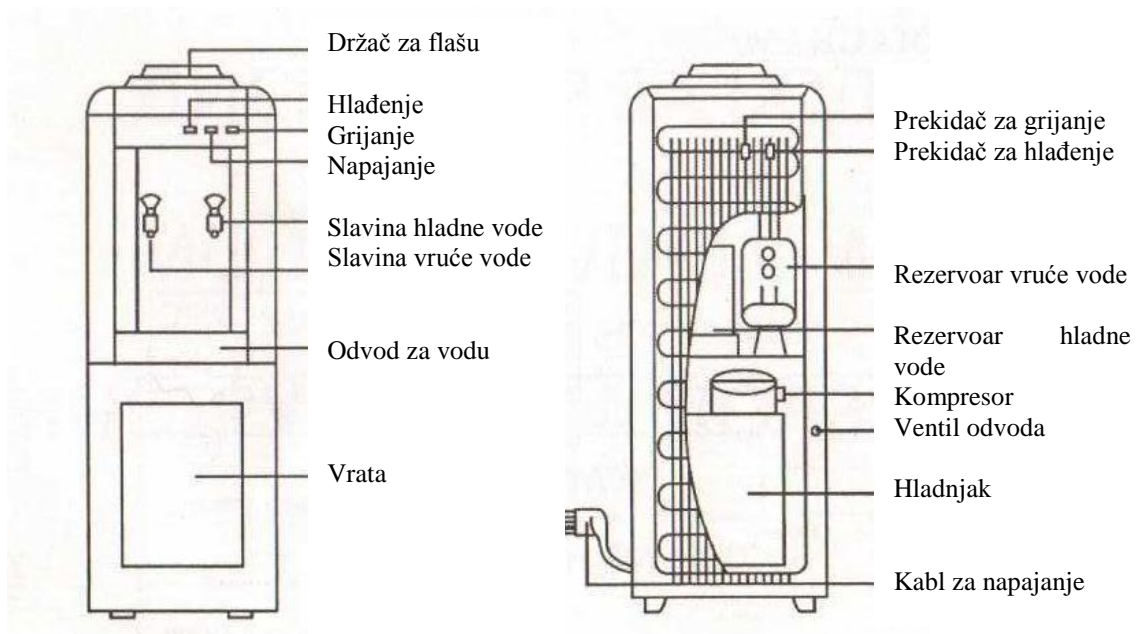 Držač za flašu
Hlađenje
Grijanje
Napajanje
Slavina hladne vode
Slavina vruće vode
Odvod za vodu
Vrata
Prekidač za grijanje
Prekidač za hlađenje
Rezervoar vruće vode
Rezervoar hladne
vode
Kompresor
Ventil odvoda
Hladnjak
Kabl za napajanje